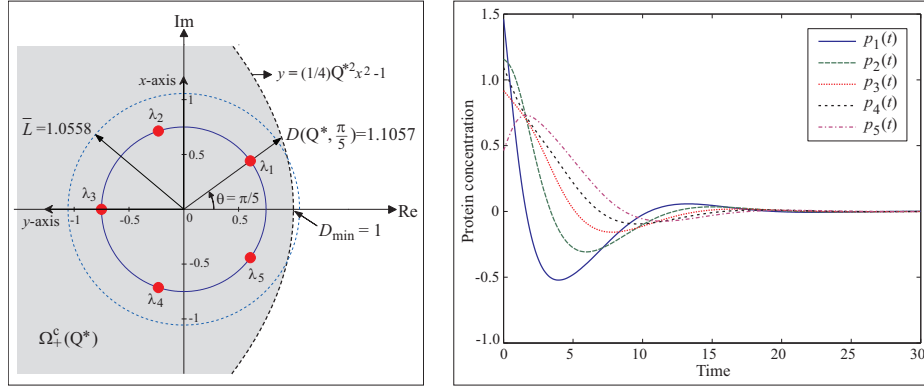 Im
y = (1/4)Q*2x2 -1
x-axis
1
λ2
L̅ =1.0558
D(Q*, π/5)=1.1057
0.5
λ1
λ3
θ = π/5
-1
-0.5
0
0.5
Re
y-axis
Dmin = 1
-0.5
λ5
λ4
-1
Ωc+(Q*)
1.5
1.0
0.5
0
-0.5
-1.0
Protein concentration
p1(t)
p2(t)
p3(t)
p4(t)
p5(t)
0 5 10 15 20 25 30
Time